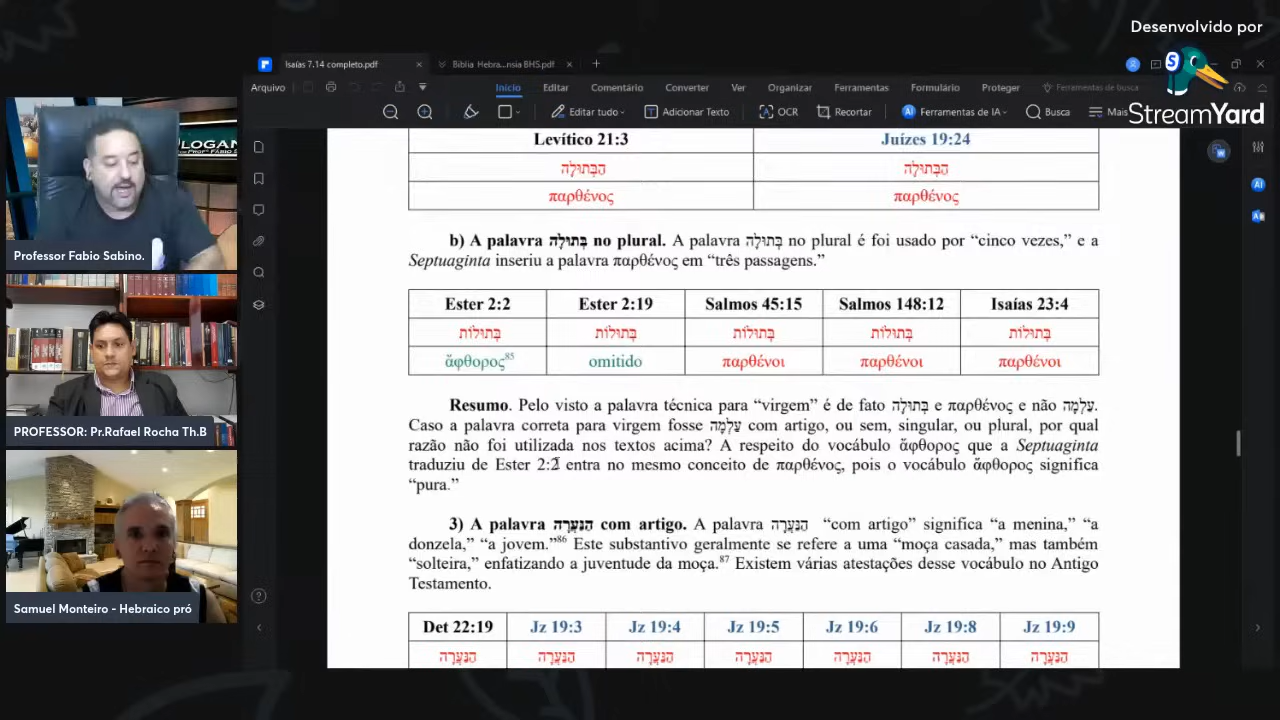 Desenvolvido por
StreamYard
Isaías 7.14 completo.pdf
Bíblia Hebra...nsia BHS.pdf
Arquivo
Início
Editar
Comentário
Converter
Ver
Organizar
Ferramentas
Formulário
Proteger
Ferramentas de busca
Editar tudo
Adicionar Texto
OCR
Recortar
Ferramentas de IA
Busca
Mais
LOGAN
Professor Fabio Sabino.
PROFESSOR: Pr.Rafael Rocha Th.B
Samuel Monteiro - Hebraico pró
Levítico 21:3 Juízes 19:24
הַבְּתוּלָה הַבְּתוּלָה
παρθένος παρθένος
b) A palavra בְּתוּלָה no plural. A palavra בְּתוּלָה no plural é foi usado por “cinco vezes,” e a
Septuaginta inseriu a palavra παρθένος em “três passagens.”
Ester 2:2 Ester 2:19 Salmos 45:15 Salmos 148:12 Isaías 23:4
בְּתוּלוֹת בְּתוּלוֹת בְּתוּלוֹת בְּתוּלוֹת בְּתוּלוֹת
ἄφθορος85 omitido παρθένοι παρθένοι παρθένοι
Resumo. Pelo visto a palavra técnica para “virgem” é de fato בְּתוּלָה e παρθένος e não עַלְמָה.
Caso a palavra correta para virgem fosse עַלְמָה com artigo, ou sem, singular, ou plural, por qual
razão não foi utilizada nos textos acima? A respeito do vocábulo ἄφθορος que a Septuaginta
traduziu de Ester 2:2 entra no mesmo conceito de παρθένος, pois o vocábulo ἄφθορος significa
“pura.”
3) A palavra הַנַּעֲרָה com artigo. A palavra הַנַּעֲרָה “com artigo” significa “a menina,” “a
donzela,” “a jovem.”86 Este substantivo geralmente se refere a uma “moça casada,” mas também
“solteira,” enfatizando a juventude da moça.87 Existem várias atestações desse vocábulo no Antigo
Testamento.
Det 22:19 Jz 19:3 Jz 19:4 Jz 19:5 Jz 19:6 Jz 19:8 Jz 19:9
הַנַּעֲרָה הַנַּעֲרָה הַנַּעֲרָה הַנַּעֲרָה הַנַּעֲרָה הַנַּעֲרָה הַנַּעֲרָה